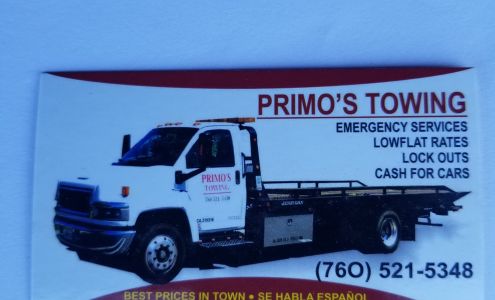 PRIMO'S TOWING
EMERGENCY SERVICES
LOWFLAT RATES
LOCK OUTS
CASH FOR CARS
PRIMO'S
TOWING
(760) 521-5348
BEST PRICES IN TOWN • SE HABLA ESPAÑOL